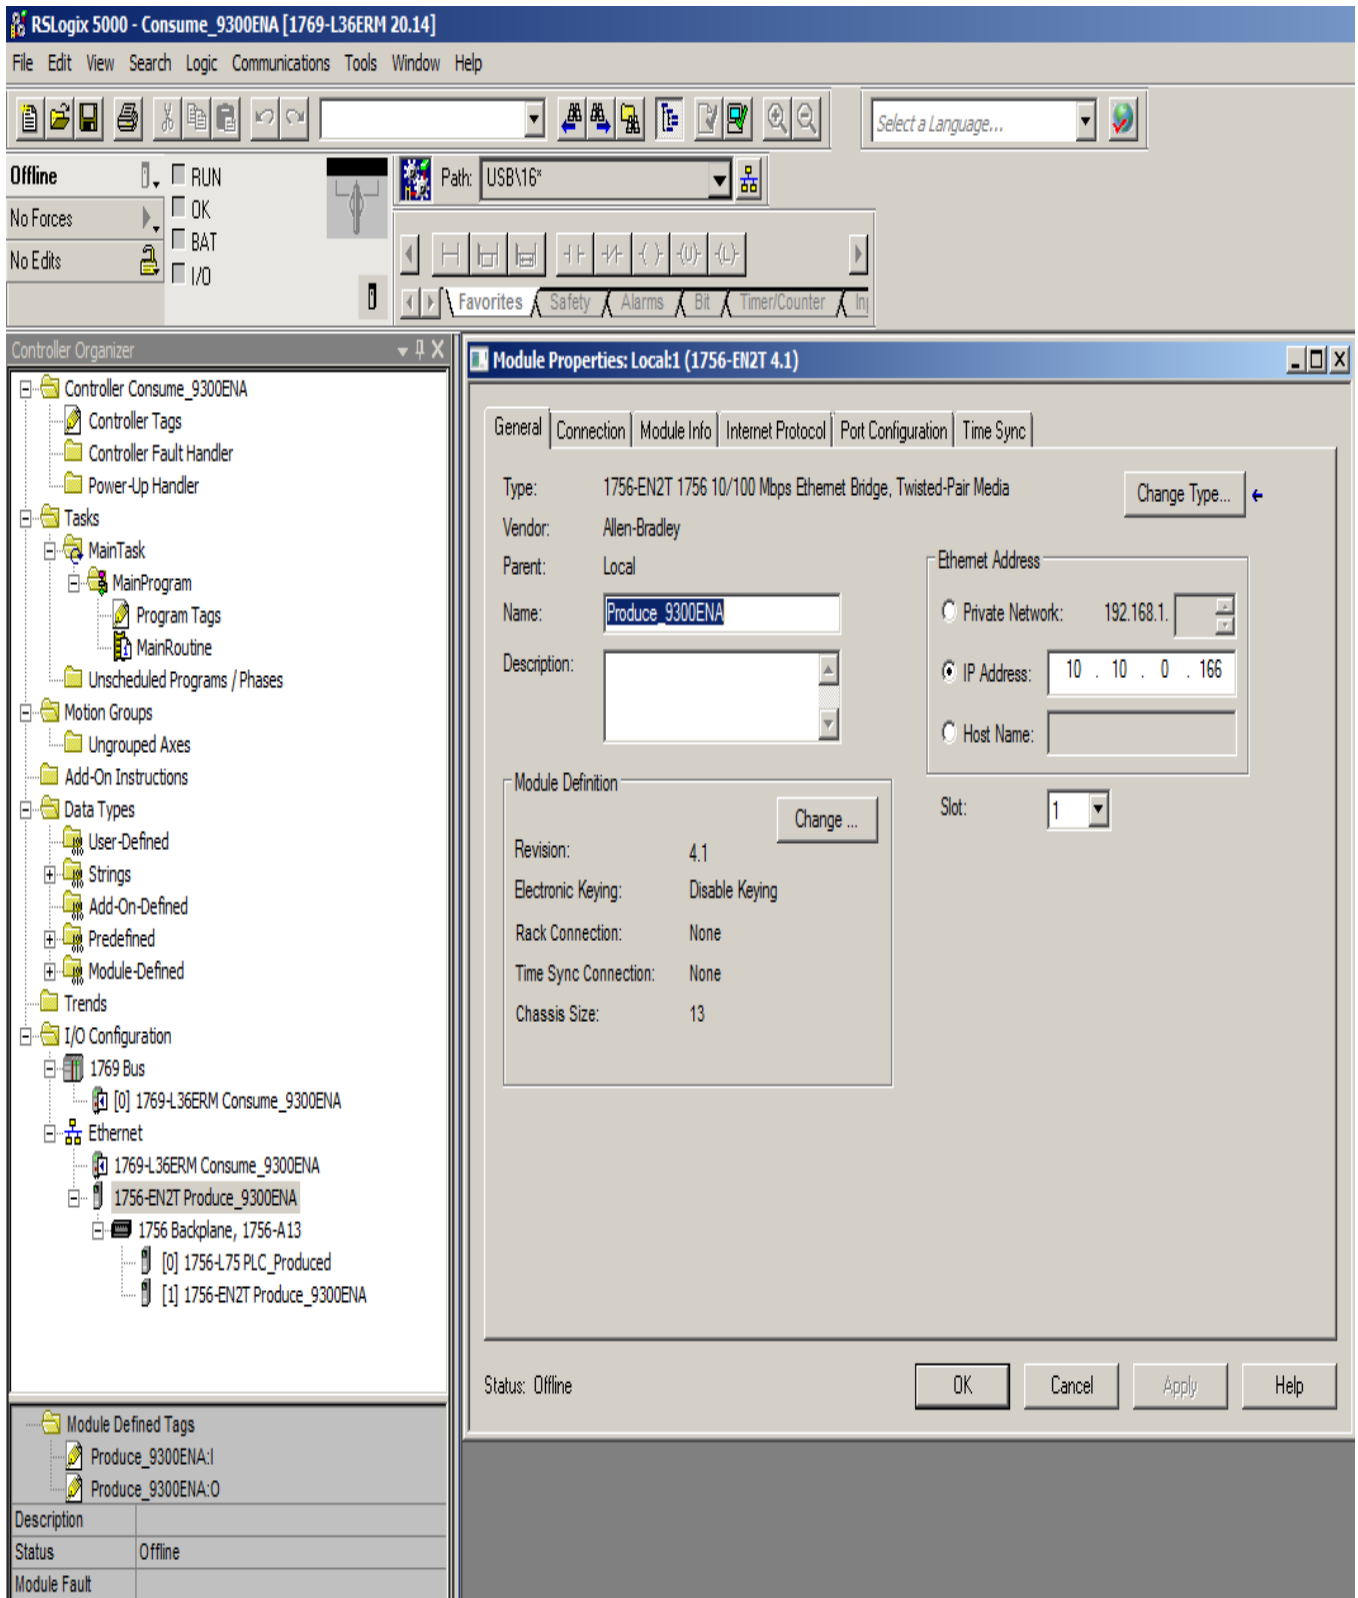 RSLogix 5000 - Consume_9300ENA [1769-L36ERM 20.14]
File Edit View Search Logic Communications Tools Window Help
Select a Language...
Offline
RUN
No Forces
OK
No Edits
BAT
I/O
Path: USB\16*
Favorites Safety Alarms Bit Timer/Counter
Controller Organizer
Controller Consume_9300ENA
Controller Tags
Controller Fault Handler
Power-Up Handler
Tasks
MainTask
MainProgram
Program Tags
MainRoutine
Unscheduled Programs / Phases
Motion Groups
Ungrouped Axes
Add-On Instructions
Data Types
User-Defined
Strings
Add-On-Defined
Predefined
Module-Defined
Trends
I/O Configuration
1769 Bus
[0] 1769-L36ERM Consume_9300ENA
Ethernet
1769-L36ERM Consume_9300ENA
1756-EN2T Produce_9300ENA
1756 Backplane, 1756-A13
[0] 1756-L75 PLC_Produced
[1] 1756-EN2T Produce_9300ENA
Module Defined Tags
Produce_9300ENA:I
Produce_9300ENA:O
Description
Status Offline
Module Fault
Module Properties: Local:1 (1756-EN2T 4.1)
General Connection Module Info Internet Protocol Port Configuration Time Sync
Type: 1756-EN2T 1756 10/100 Mbps Ethernet Bridge, Twisted-Pair Media
Change Type...
Vendor: Allen-Bradley
Parent: Local
Name: Produce_9300ENA
Description:
Ethernet Address
Private Network: 192.168.1.
IP Address: 10 . 10 . 0 . 166
Host Name:
Slot: 1
Module Definition
Change ...
Revision: 4.1
Electronic Keying: Disable Keying
Rack Connection: None
Time Sync Connection: None
Chassis Size: 13
Status: Offline
OK Cancel Apply Help